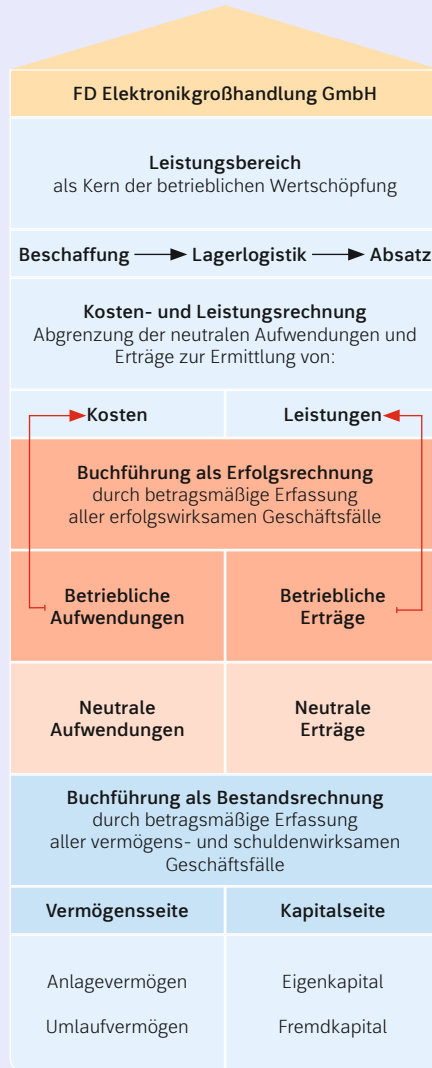 FD Elektronikgroßhandlung GmbH
Leistungsbereich
als Kern der betrieblichen Wertschöpfung
Beschaffung Lagerlogistik Absatz
Kosten- und Leistungsrechnung
Abgrenzung der neutralen Aufwendungen und
Erträge zur Ermittlung von:
Kosten Leistungen
Buchführung als Erfolgsrechnung
durch betragsmäßige Erfassung
aller erfolgswirksamen Geschäftsfälle
Betriebliche
Aufwendungen
Betriebliche
Erträge
Neutrale
Aufwendungen
Neutrale
Erträge
Buchführung als Bestandsrechnung
durch betragsmäßige Erfassung
aller vermögens- und schuldenwirksamen
Geschäftsfälle
Vermögensseite Kapitalseite
Anlagevermögen Eigenkapital
Umlaufvermögen Fremdkapital